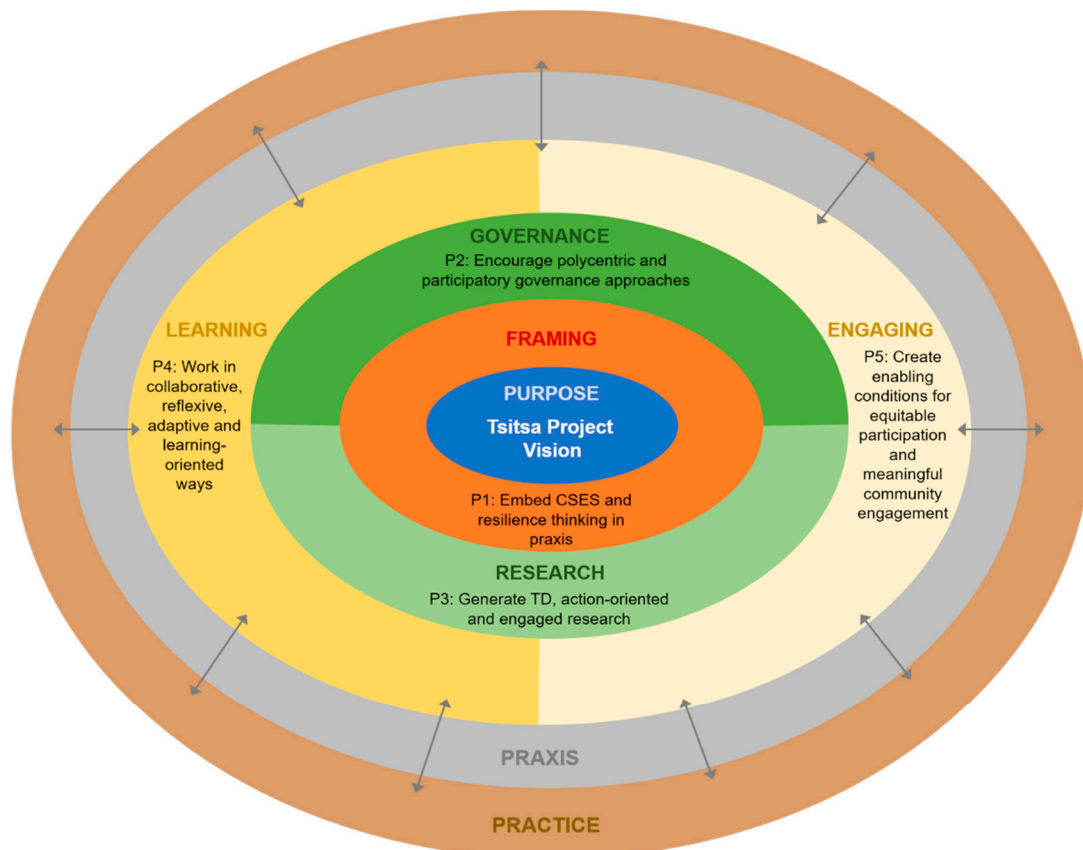 GOVERNANCE
P2: Encourage polycentric and
participatory governance approaches
LEARNING
P4: Work in
collaborative,
reflexive,
adaptive and
learning-
oriented
ways
FRAMING
PURPOSE
Tsitsa Project
Vision
P1: Embed CSES and
resilience thinking in
praxis
ENGAGING
P5: Create
enabling
conditions for
equitable
participation
and
meaningful
community
engagement
RESEARCH
P3: Generate TD, action-oriented
and engaged research
PRAXIS
PRACTICE